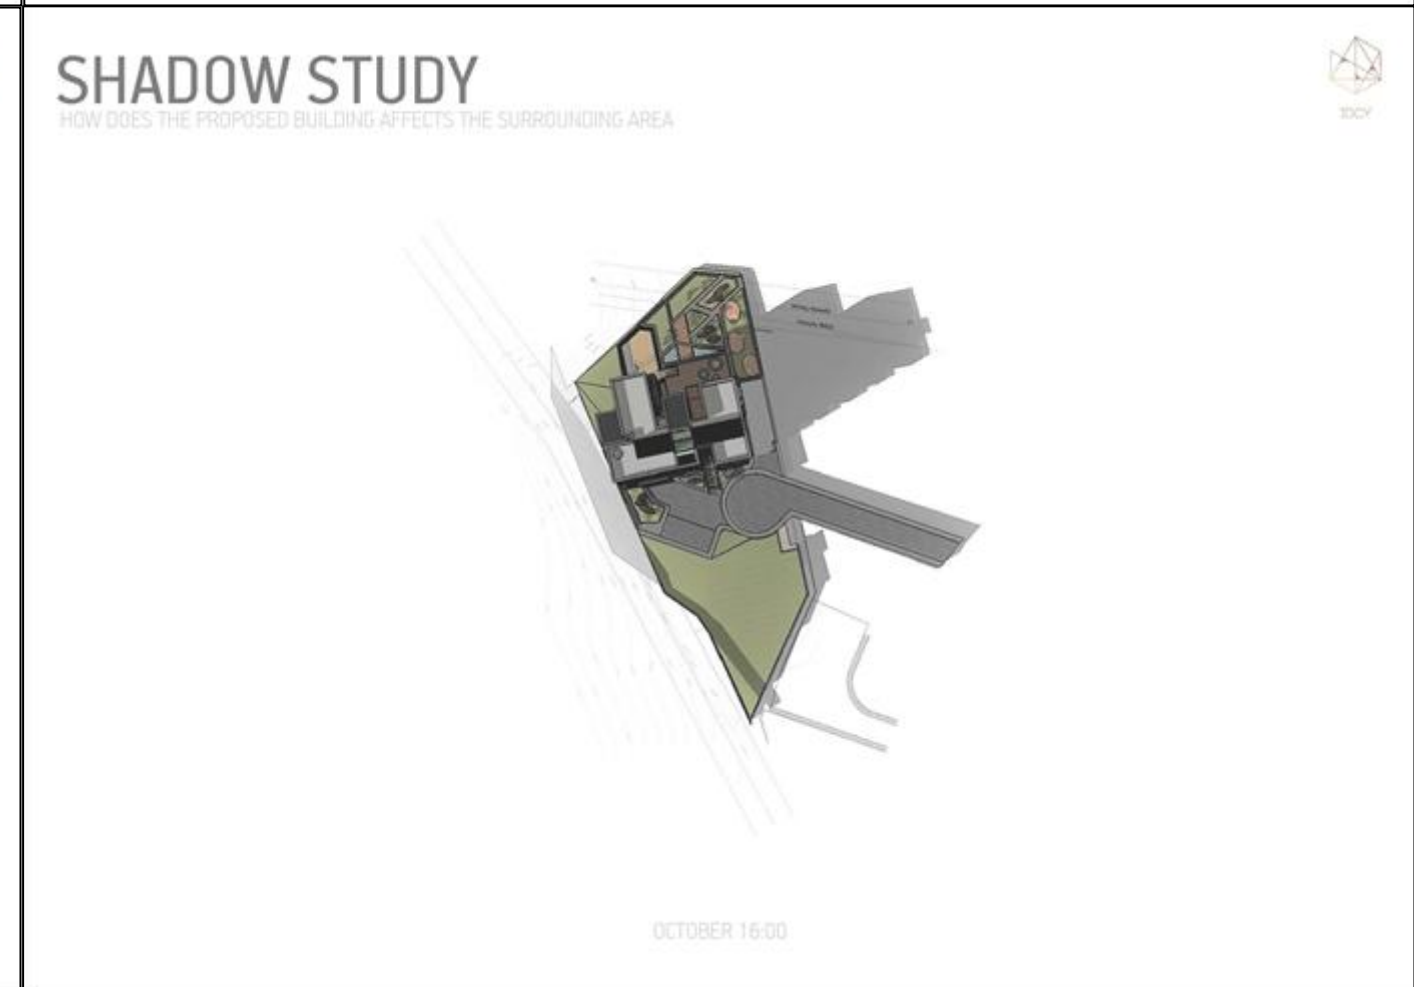 SHADOW STUDY
HOW DOES THE PROPOSED BUILDING AFFECTS THE SURROUNDING AREA
OCTOBER 16:00